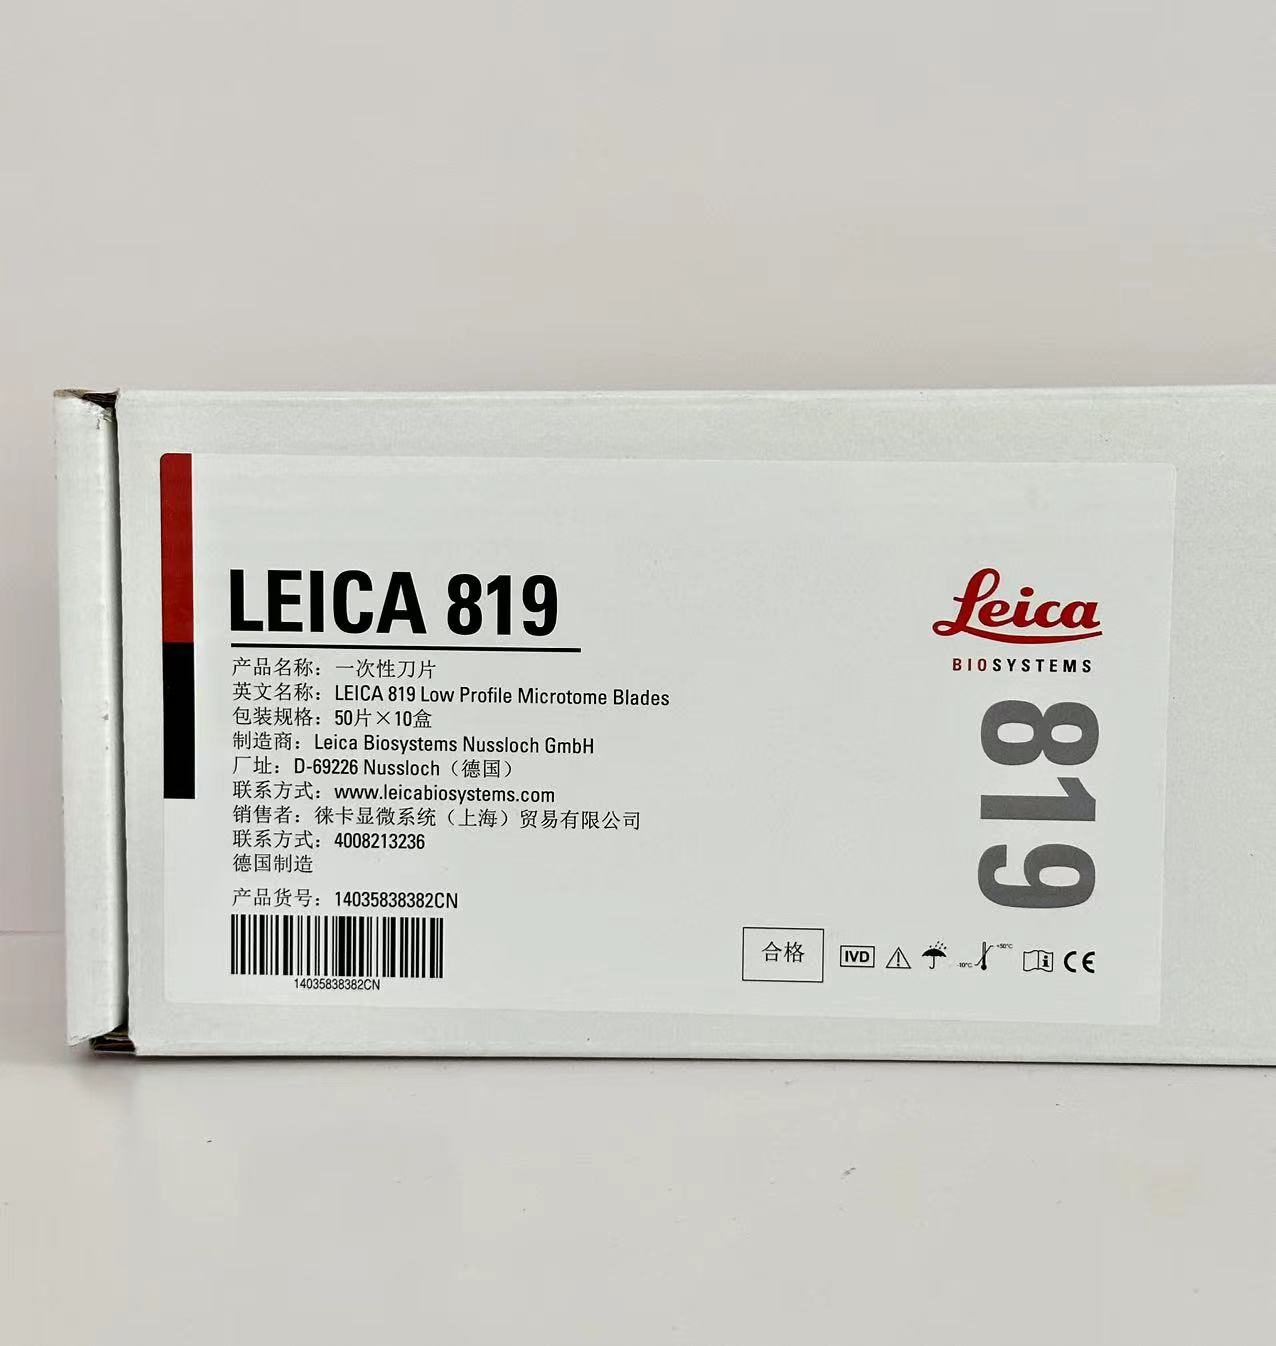 LEICA 819
产品名称：一次性刀片
英文名称：LEICA 819 Low Profile Microtome Blades
包装规格：50片×10盒
制造商：Leica Biosystems Nussloch GmbH
厂址：D-69226 Nussloch（德国）
联系方式：www.leicabiosystems.com
销售者：徕卡显微系统（上海）贸易有限公司
联系方式：4008213236
德国制造
产品货号：14035838382CN
14035838382CN
Leica
BIOSYSTEMS
819
合格
IVD
-10°C
+50°C
i
CE